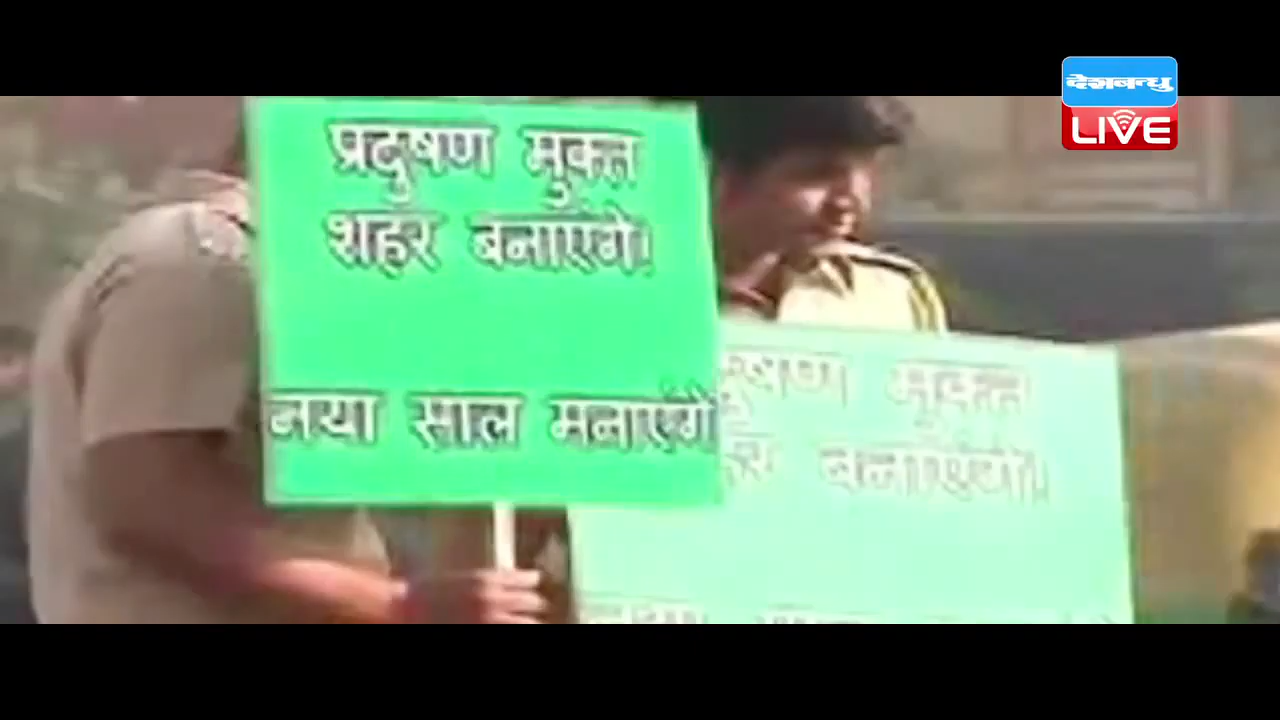 देशबन्धु
LIVE
प्रदुषण मुक्त
शहर बनाएंगे।
नया साल मनाएंगे
मुक्त
बनाएंगे।